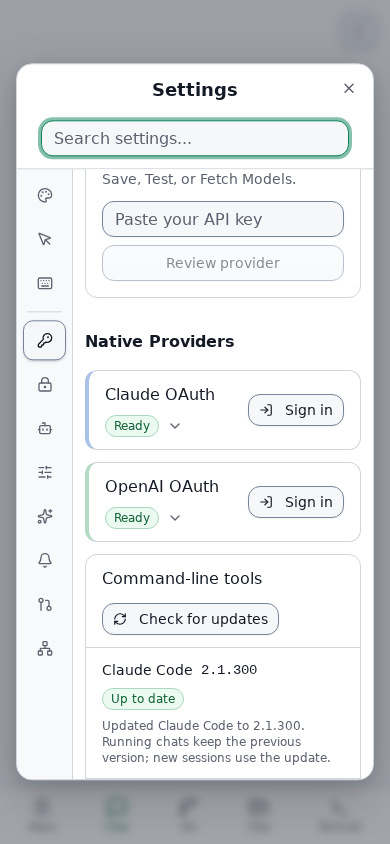 Settings
Search settings...
Save, Test, or Fetch Models.
Paste your API key
Review provider
Native Providers
Claude OAuth
Ready
Sign in
OpenAI OAuth
Ready
Sign in
Command-line tools
Check for updates
Claude Code 2.1.300
Up to date
Updated Claude Code to 2.1.300.
Running chats keep the previous
version; new sessions use the update.